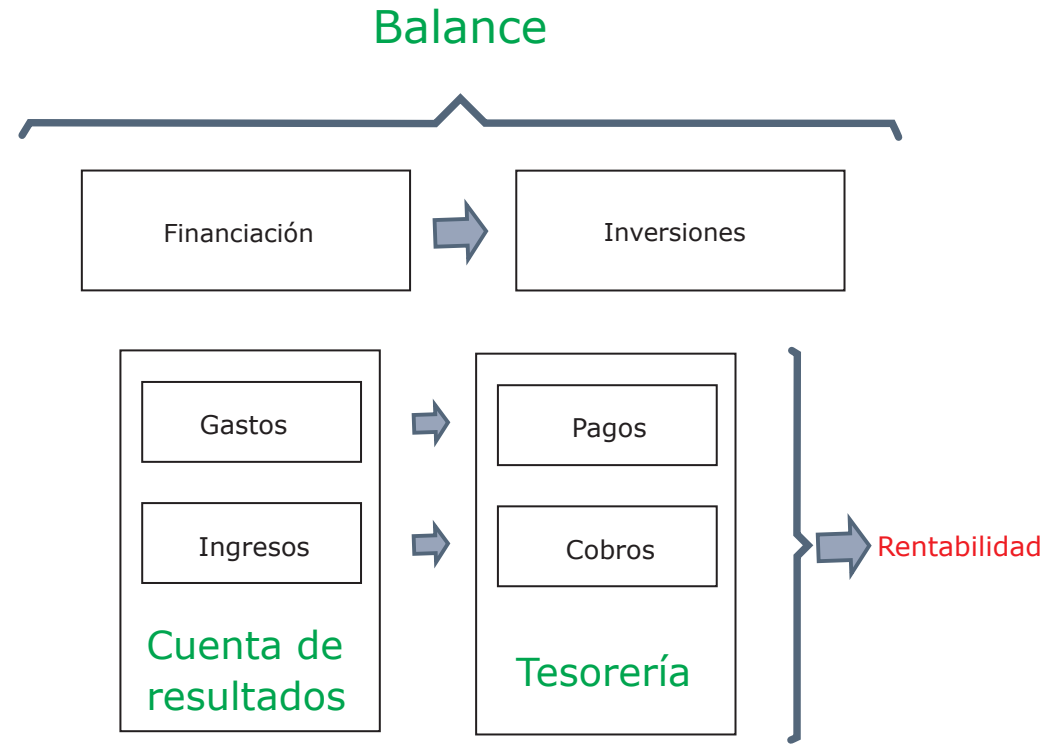 Balance
Financiación
Inversiones
Gastos
Pagos
Ingresos
Cobros
Rentabilidad
Cuenta de
resultados
Tesorería